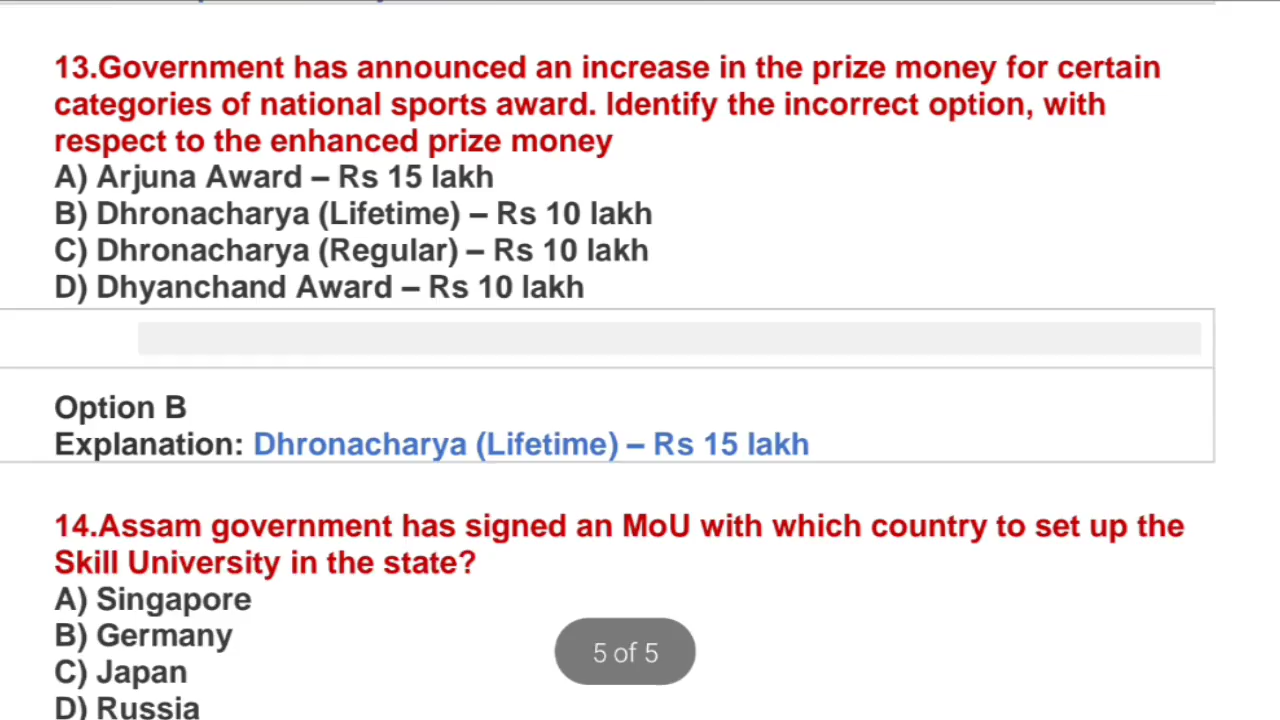 13.Government has announced an increase in the prize money for certain
categories of national sports award. Identify the incorrect option, with
respect to the enhanced prize money
A) Arjuna Award – Rs 15 lakh
B) Dhronacharya (Lifetime) – Rs 10 lakh
C) Dhronacharya (Regular) – Rs 10 lakh
D) Dhyanchand Award – Rs 10 lakh
Option B
Explanation: Dhronacharya (Lifetime) – Rs 15 lakh
14.Assam government has signed an MoU with which country to set up the
Skill University in the state?
A) Singapore
B) Germany
C) Japan
D) Russia
5 of 5